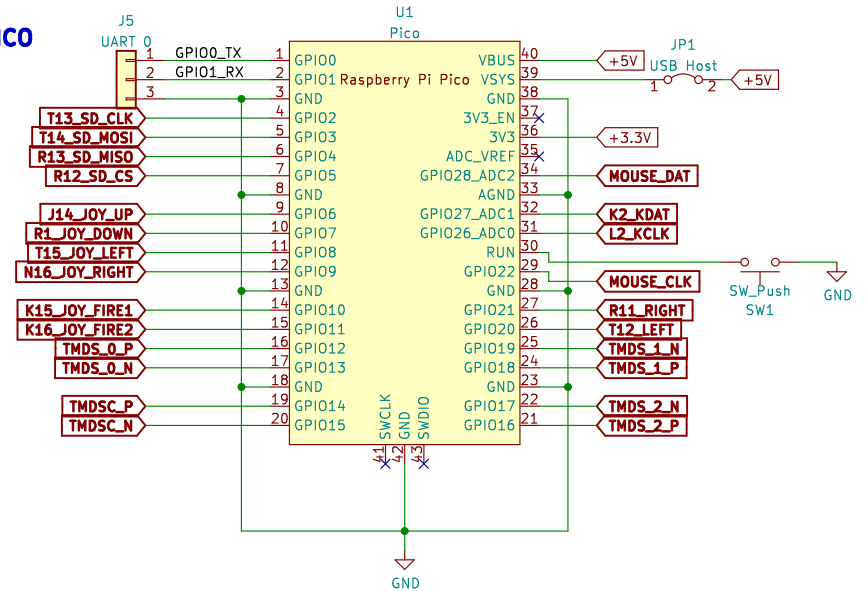 ICO
J5
UART 0
1
GPIO0_TX
2
GPIO1_RX
3
T13_SD_CLK
T14_SD_MOSI
R13_SD_MISO
R12_SD_CS
J14_JOY_UP
R1_JOY_DOWN
T15_JOY_LEFT
N16_JOY_RIGHT
K15_JOY_FIRE1
K16_JOY_FIRE2
TMDS_0_P
TMDS_0_N
TMDSC_P
TMDSC_N
U1
Pico
Raspberry Pi Pico
1 GPIO0
2 GPIO1
3 GND
4 GPIO2
5 GPIO3
6 GPIO4
7 GPIO5
8 GND
9 GPIO6
10 GPIO7
11 GPIO8
12 GPIO9
13 GND
14 GPIO10
15 GPIO11
16 GPIO12
17 GPIO13
18 GND
19 GPIO14
20 GPIO15
SWCLK 41
GND 42
SWDIO 43
VBUS 40
VSYS 39
GND 38
3V3_EN 37
3V3 36
ADC_VREF 35
GPIO28_ADC2 34
AGND 33
GPIO27_ADC1 32
GPIO26_ADC0 31
RUN 30
GPIO22 29
GND 28
GPIO21 27
GPIO20 26
GPIO19 25
GPIO18 24
GND 23
GPIO17 22
GPIO16 21
+5V
JP1
USB Host
1 2
+5V
+3.3V
MOUSE_DAT
K2_KDAT
L2_KCLK
MOUSE_CLK
R11_RIGHT
T12_LEFT
TMDS_1_N
TMDS_1_P
TMDS_2_N
TMDS_2_P
SW_Push
SW1
GND
GND